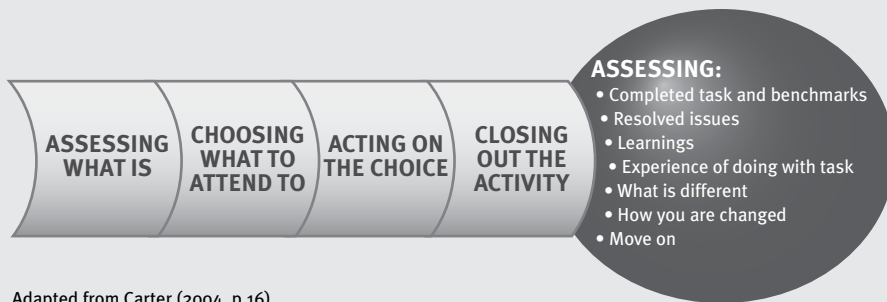 ASSESSING
WHAT IS
CHOOSING
WHAT TO
ATTEND TO
ACTING ON
THE CHOICE
CLOSING
OUT THE
ACTIVITY
ASSESSING:
• Completed task and benchmarks
• Resolved issues
• Learnings
• Experience of doing with task
• What is different
• How you are changed
• Move on
Adapted from Carter (2004, p.16)